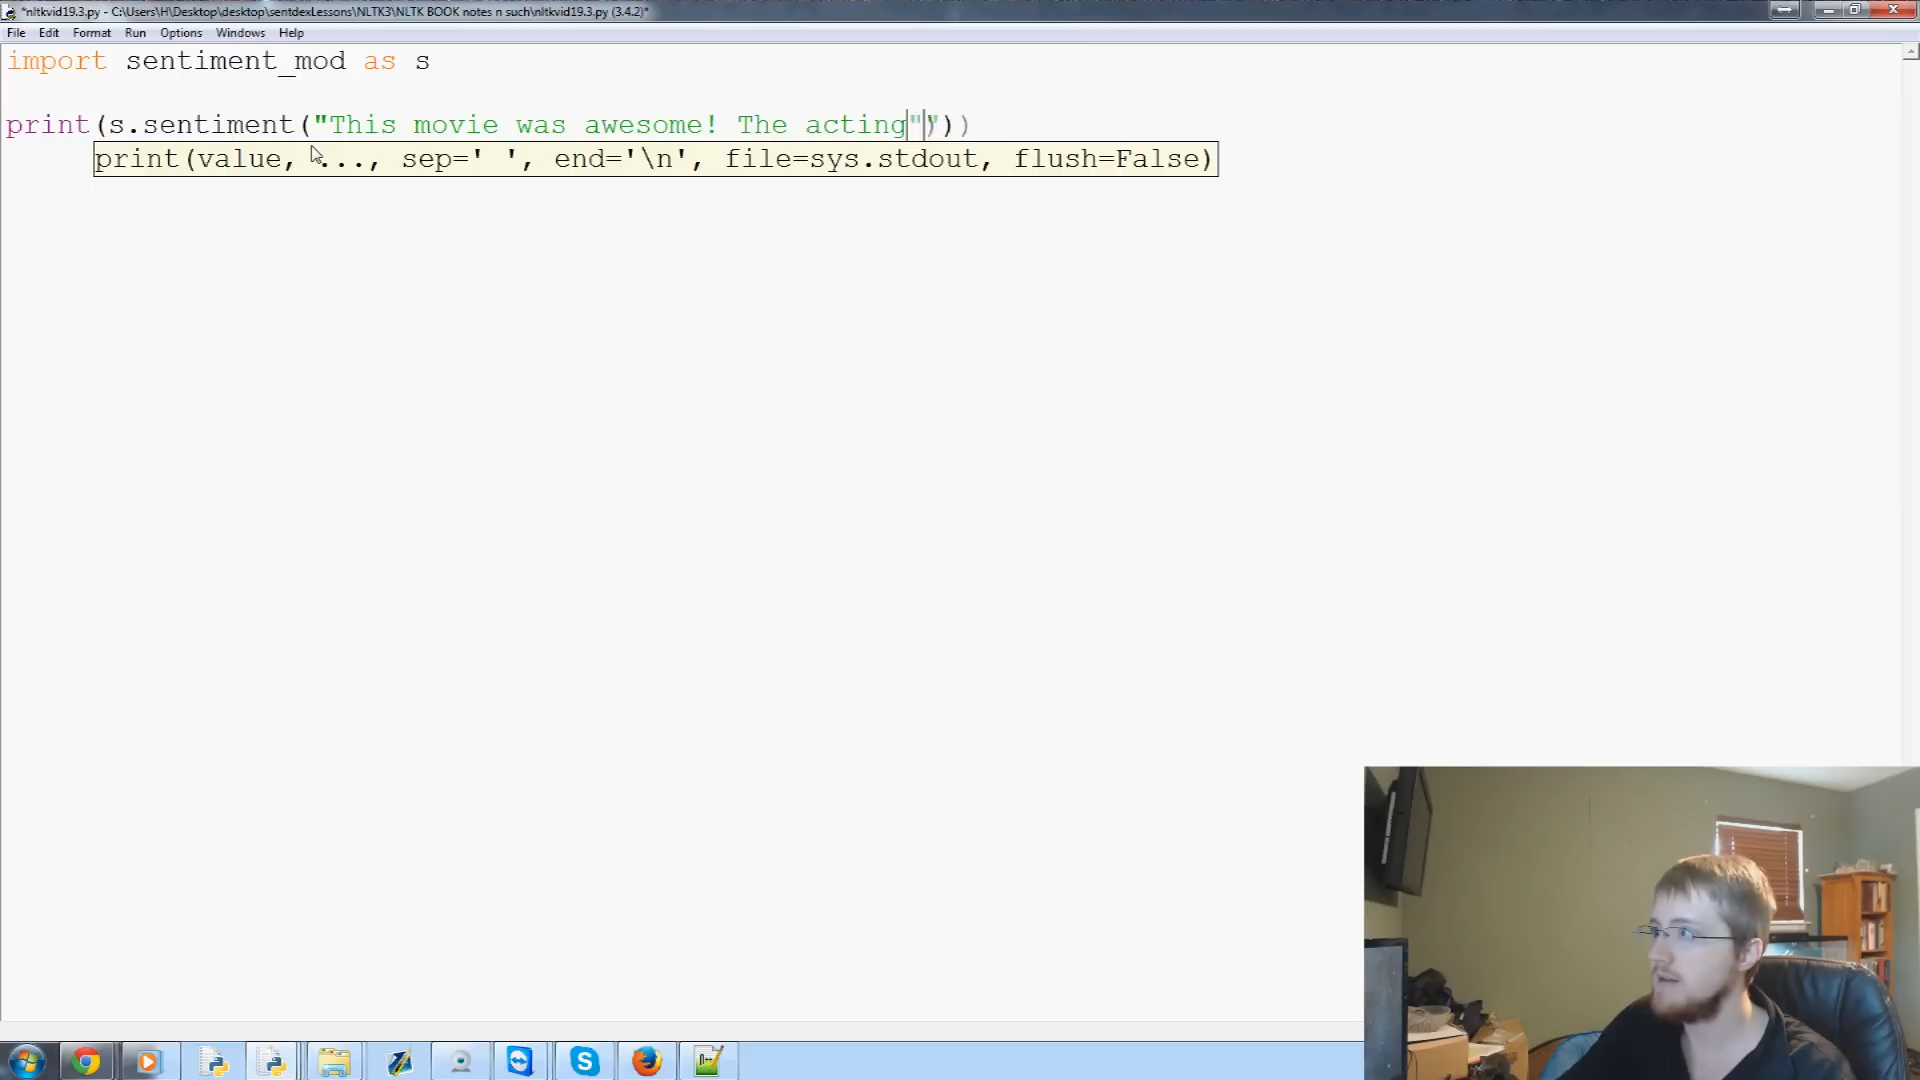 *nltkvid19.3.py - C:\Users\H\Desktop\desktop\sentdexLessons\NLTK3\NLTK BOOK notes n such\nltkvid19.3.py (3.4.2)*
File Edit Format Run Options Windows Help
import sentiment_mod as s
print(s.sentiment("This movie was awesome! The acting"))
print(value, ..., sep=' ', end='\n', file=sys.stdout, flush=False)